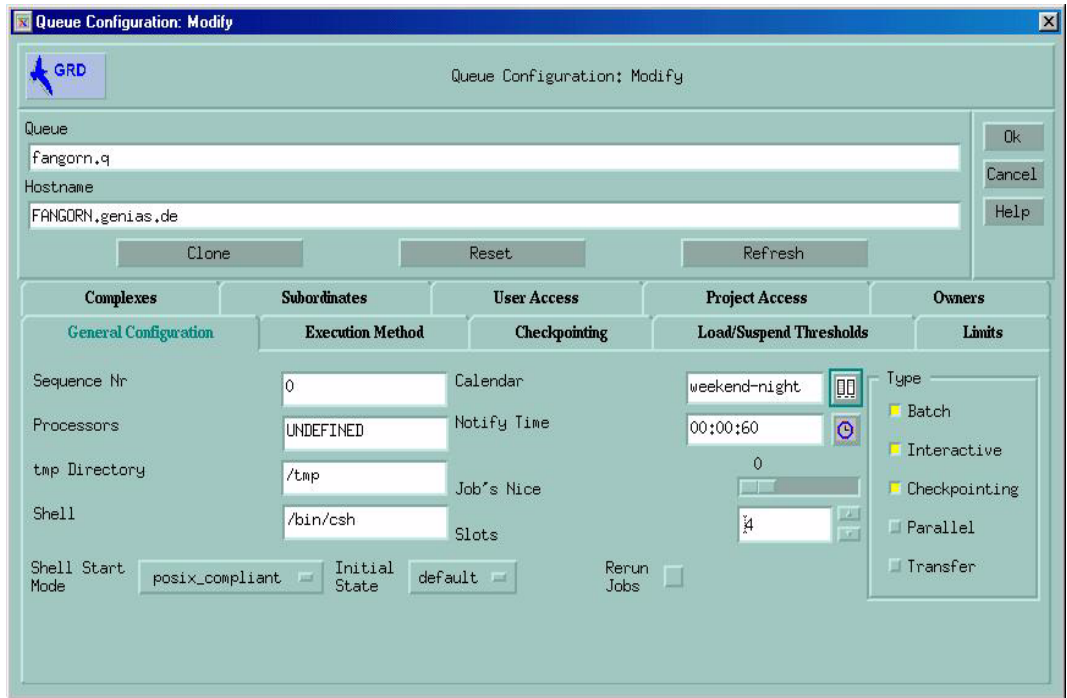 Queue Configuration: Modify
GRD
Queue Configuration: Modify
Queue
fangorn.q
Hostname
FANGORN.genias.de
Ok
Cancel
Help
Clone Reset Refresh
Complexes Subordinates User Access Project Access Owners
General Configuration Execution Method Checkpointing Load/Suspend Thresholds Limits
Sequence Nr 0
Processors UNDEFINED
tmp Directory /tmp
Shell /bin/csh
Shell Start Mode posix_compliant
Initial State default
Calendar weekend-night
Notify Time 00:00:60
Job's Nice 0
Slots 4
Rerun Jobs
Type
Batch
Interactive
Checkpointing
Parallel
Transfer